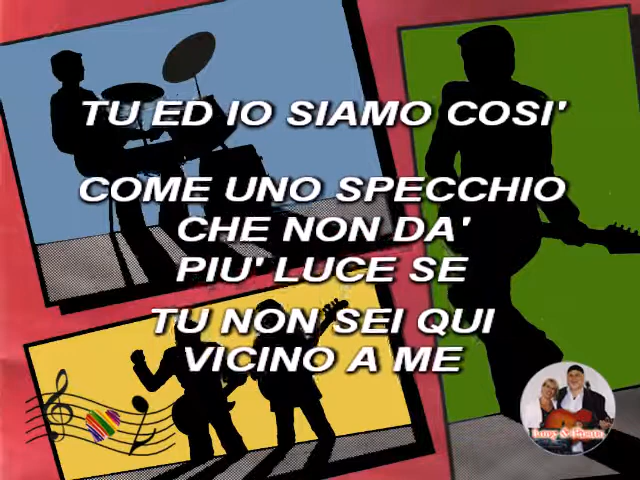 TU ED IO SIAMO COSI'
COME UNO SPECCHIO
CHE NON DA'
PIU' LUCE SE
TU NON SEI QUI
VICINO A ME